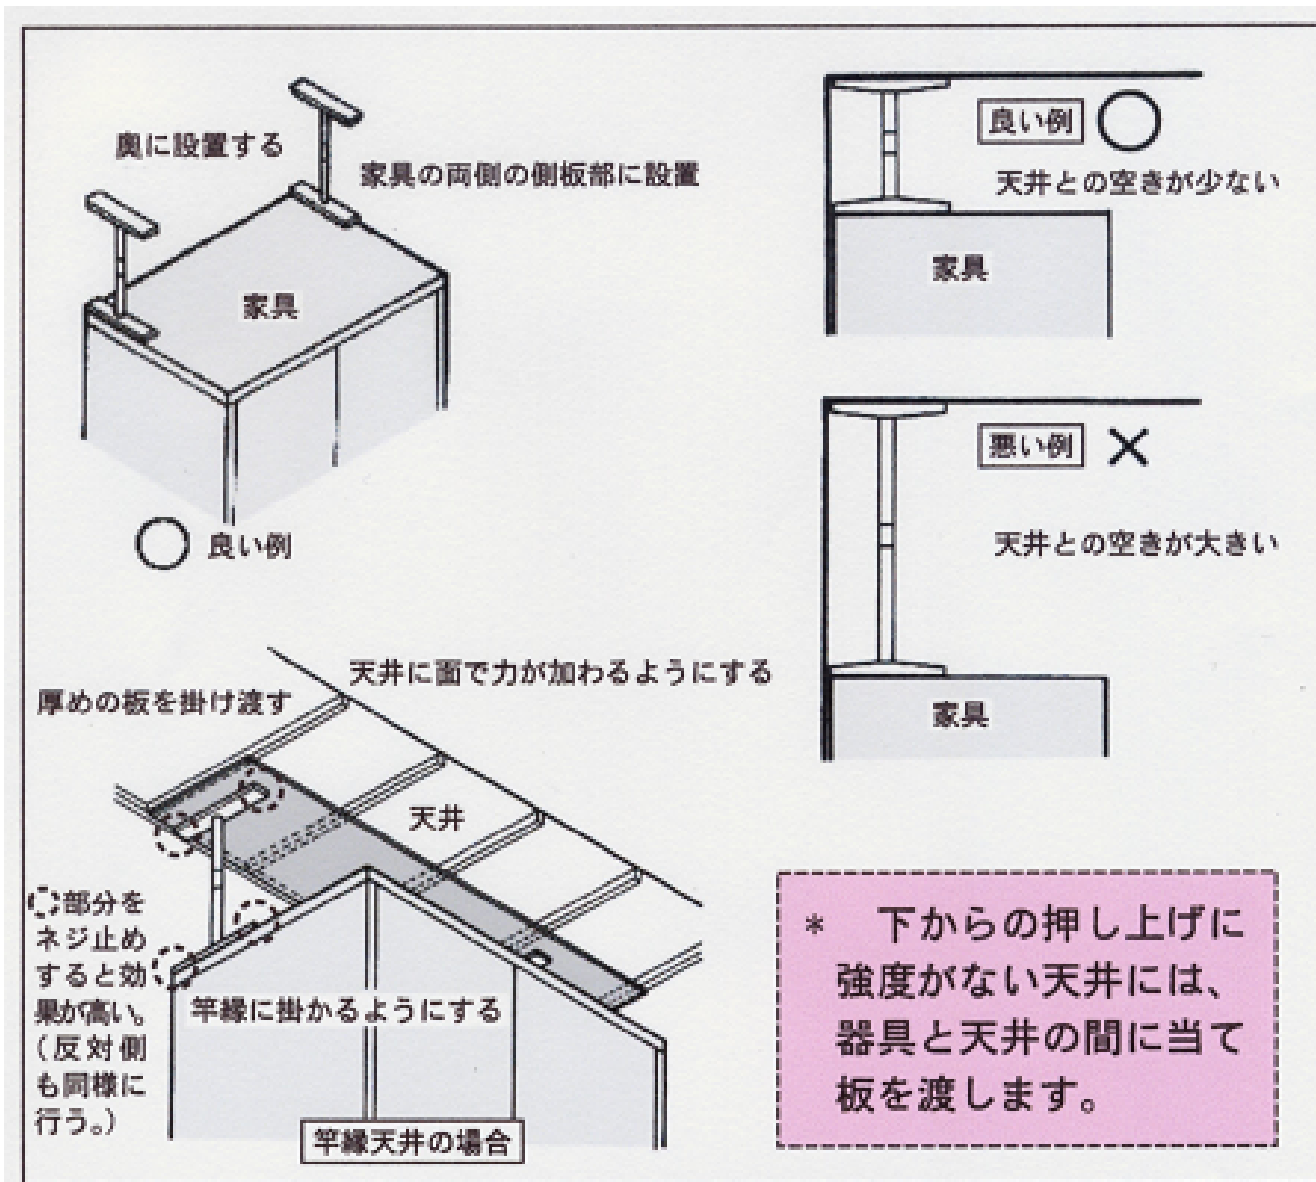 奥に設置する
家具の両側の側板部に設置
家具
良い例
良い例
天井との空きが少ない
家具
悪い例
天井との空きが大きい
家具
天井に面で力が加わるようにする
厚めの板を掛け渡す
天井
部分を
ネジ止め
すると効
果が高い。
(反対側
も同様に
行う。)
竿縁に掛かるようにする
竿縁天井の場合
* 下からの押し上げに
強度がない天井には、
器具と天井の間に当て
板を渡します。